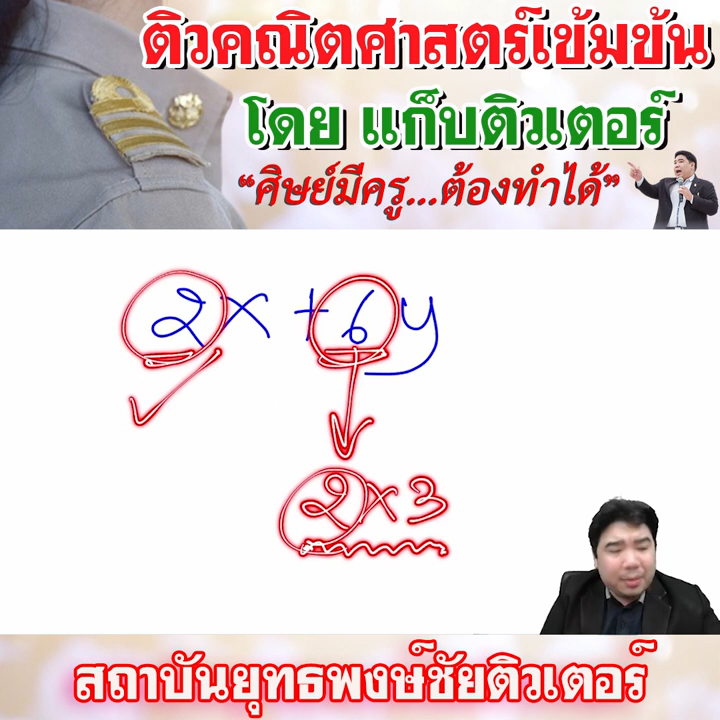 ติวคณิตศาสตร์เข้มข้น
โดย แก็บติวเตอร์
“ศิษย์มีครู...ต้องทำได้”
2x + 6y
2x3
สถาบันยุทธพงษ์ชัยติวเตอร์